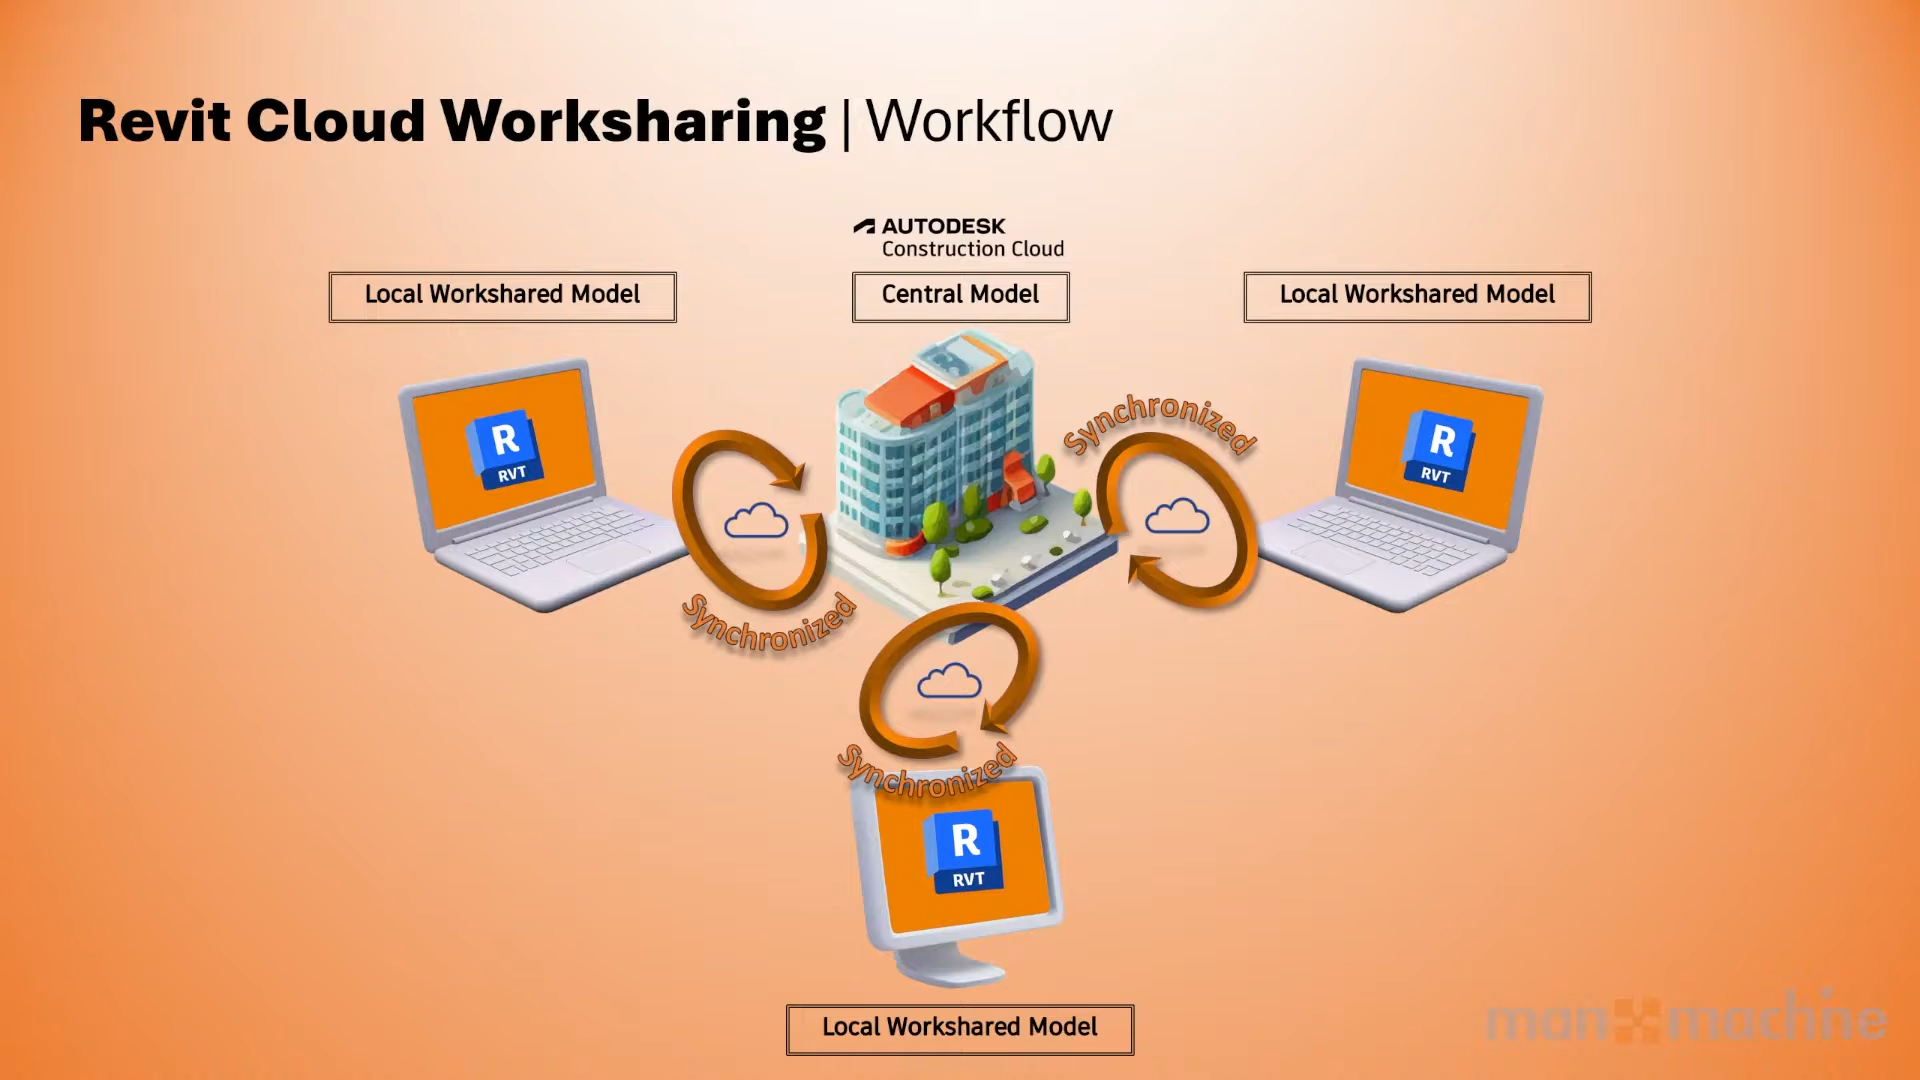 Revit Cloud Worksharing | Workflow
AUTODESK
Construction Cloud
Local Workshared Model
Central Model
Local Workshared Model
R
RVT
R
RVT
Synchronized
Synchronized
Synchronized
R
RVT
Local Workshared Model
man machine